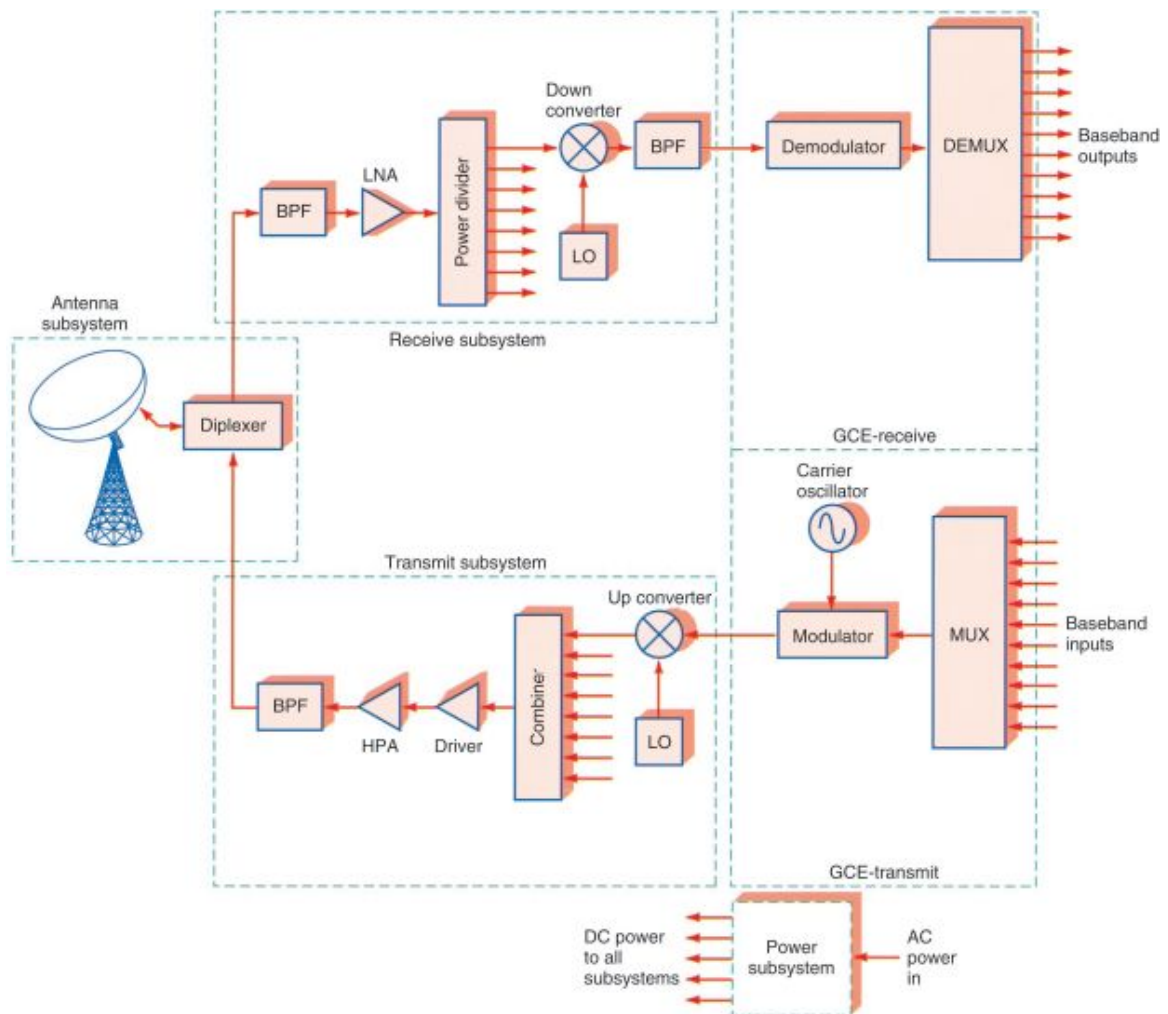 Down
converter
BPF
Demodulator
DEMUX
Baseband
outputs
LNA
BPF
Power divider
LO
Antenna
subsystem
Receive subsystem
Diplexer
GCE-receive
Carrier
oscillator
Transmit subsystem
Up converter
Modulator
MUX
Baseband
inputs
BPF
HPA
Driver
Combiner
LO
GCE-transmit
DC power
to all
subsystems
Power
subsystem
AC
power
in